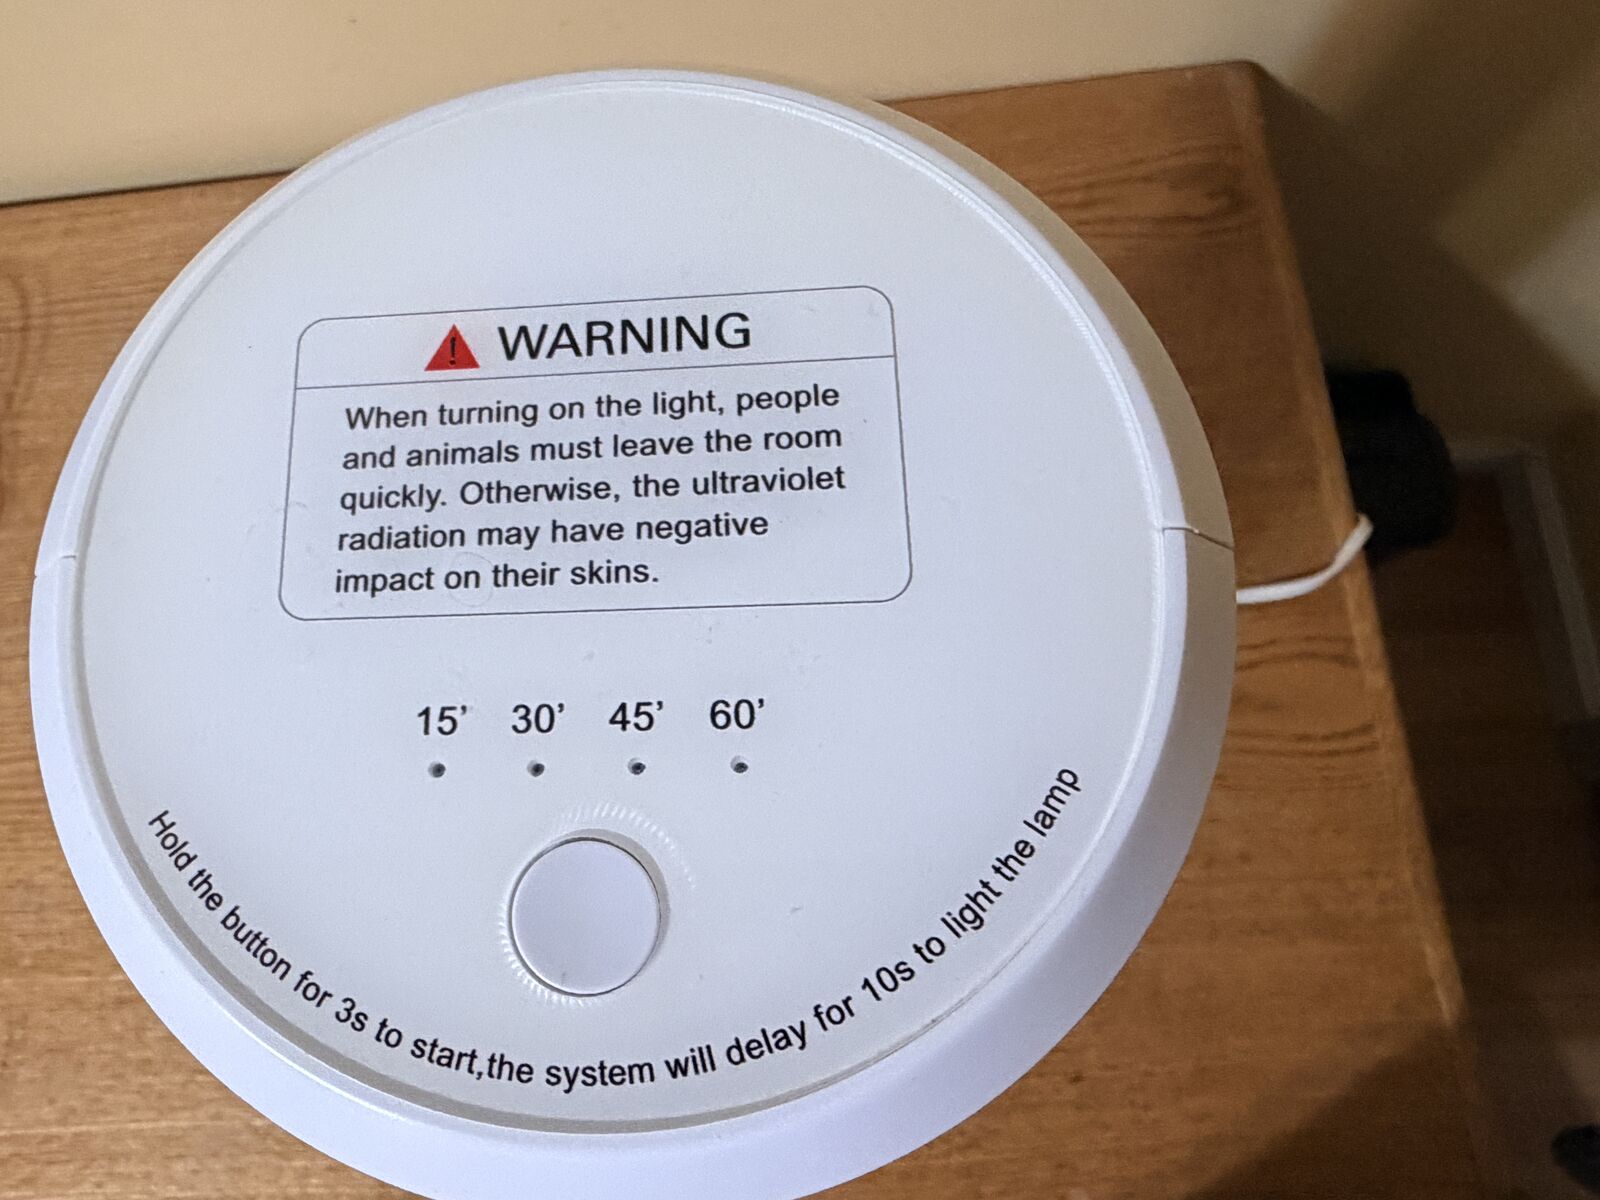 WARNING
When turning on the light, people
and animals must leave the room
quickly. Otherwise, the ultraviolet
radiation may have negative
impact on their skins.
15’ 30’ 45’ 60’
Hold the button for 3s to start,the system will delay for 10s to light the lamp